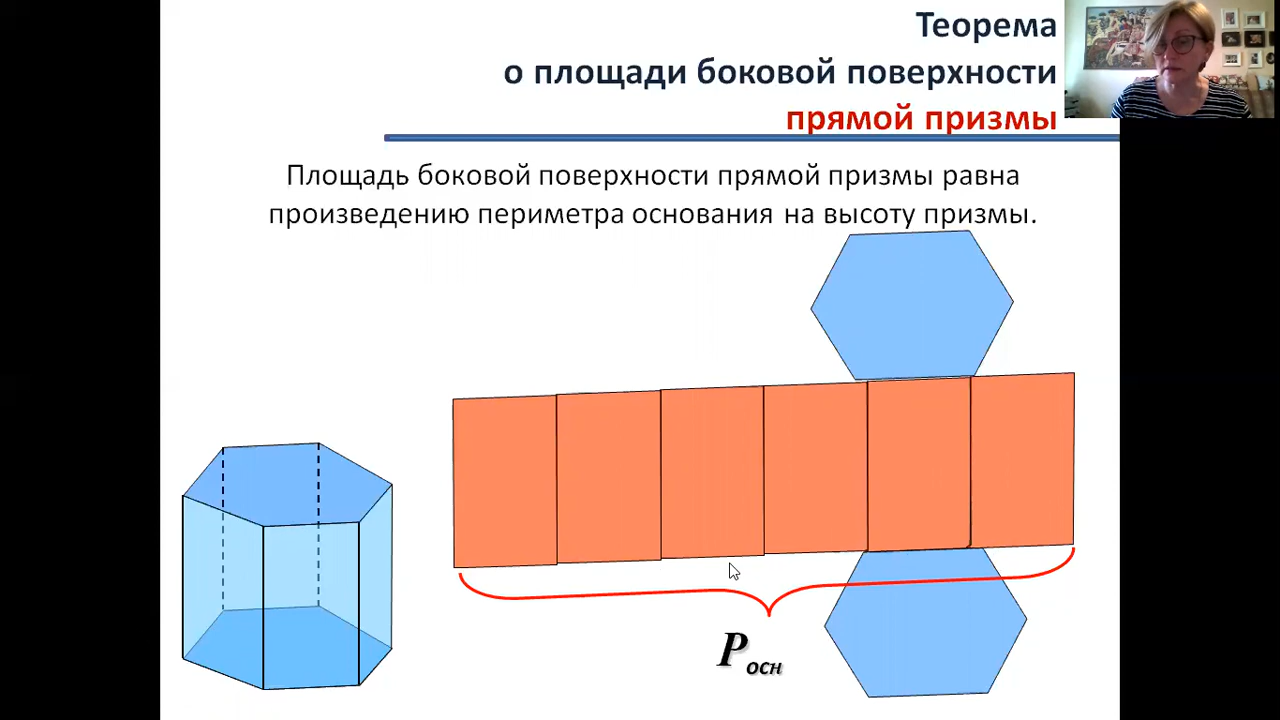 Теорема
о площади боковой поверхности
прямой призмы
Площадь боковой поверхности прямой призмы равна
произведению периметра основания на высоту призмы.
Pосн